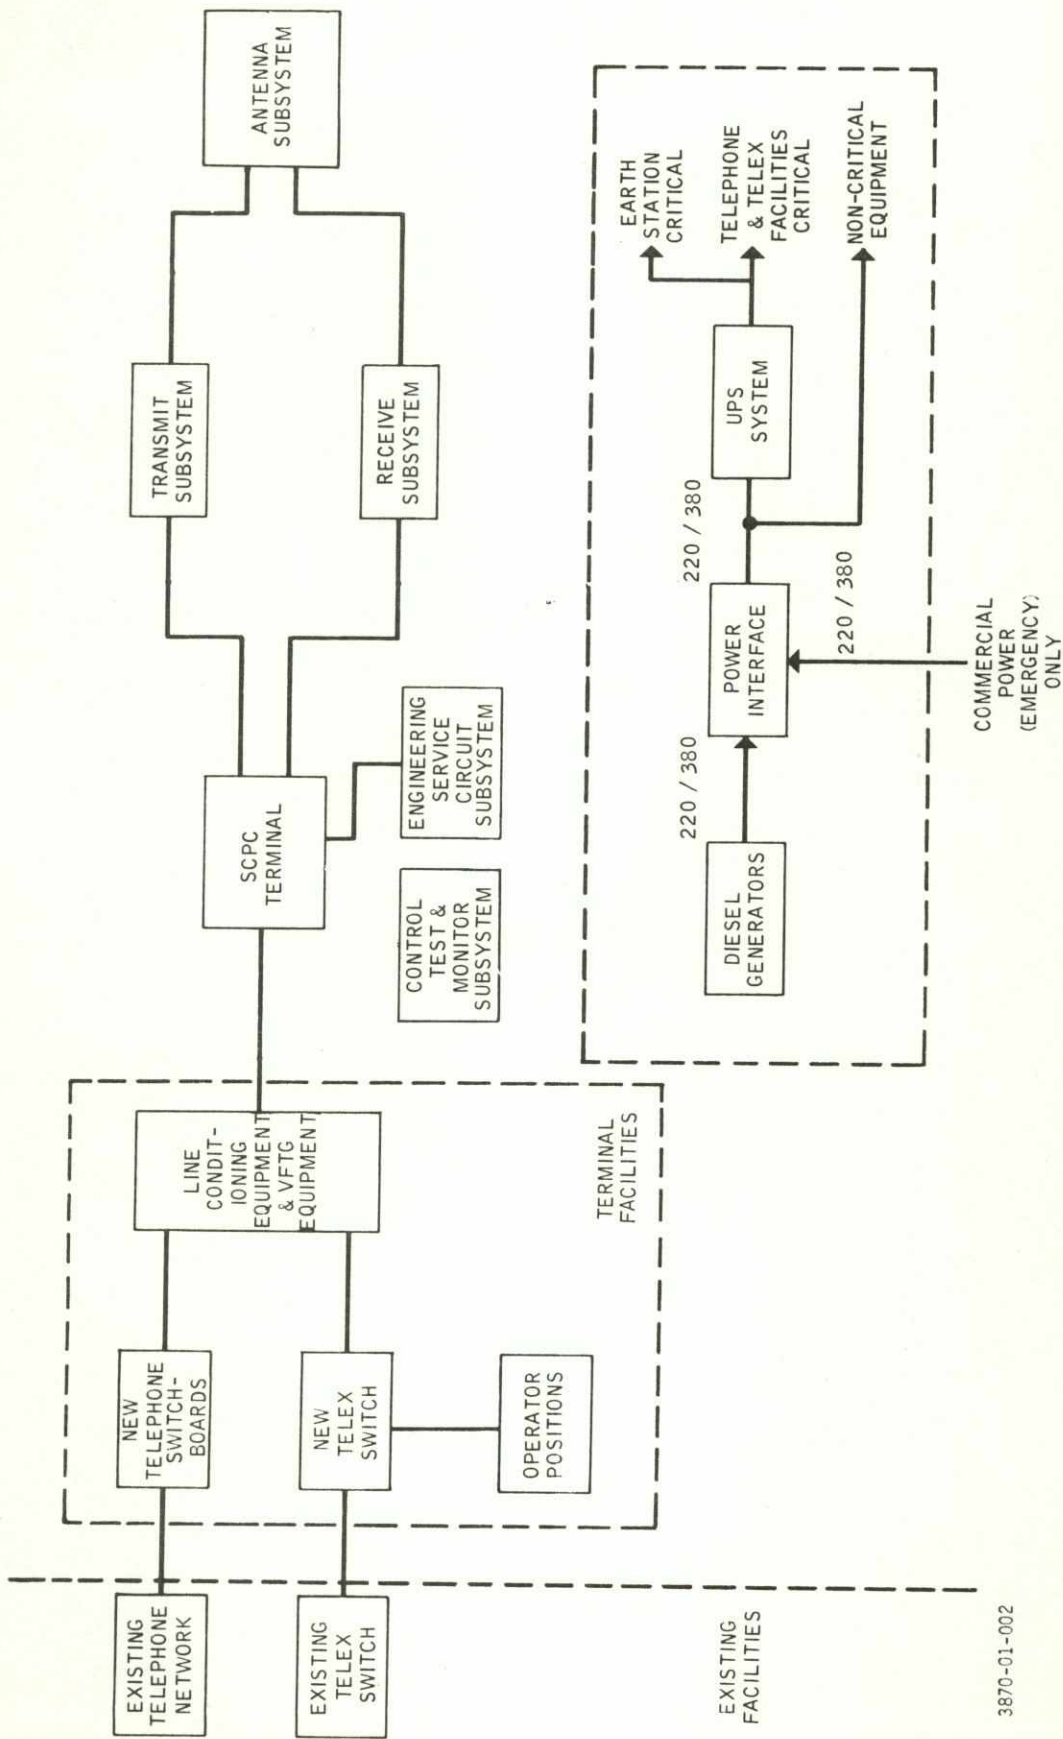 EXISTING
TELEPHONE
NETWORK
EXISTING
TELEX
SWITCH
EXISTING
FACILITIES
NEW
TELEPHONE
SWITCH-
BOARDS
NEW
TELEX
SWITCH
OPERATOR
POSITIONS
LINE
CONDIT-
IONING
EQUIPMENT
& VFTG
EQUIPMENT
TERMINAL
FACILITIES
SCPC
TERMINAL
CONTROL
TEST &
MONITOR
SUBSYSTEM
ENGINEERING
SERVICE
CIRCUIT
SUBSYSTEM
TRANSMIT
SUBSYSTEM
RECEIVE
SUBSYSTEM
ANTENNA
SUBSYSTEM
DIESEL
GENERATORS
220 / 380
POWER
INTERFACE
220 / 380
220 / 380
COMMERCIAL
POWER
(EMERGENCY)
ONLY
UPS
SYSTEM
EARTH
STATION
CRITICAL
TELEPHONE
& TELEX
FACILITIES
CRITICAL
NON-CRITICAL
EQUIPMENT
3870-01-002